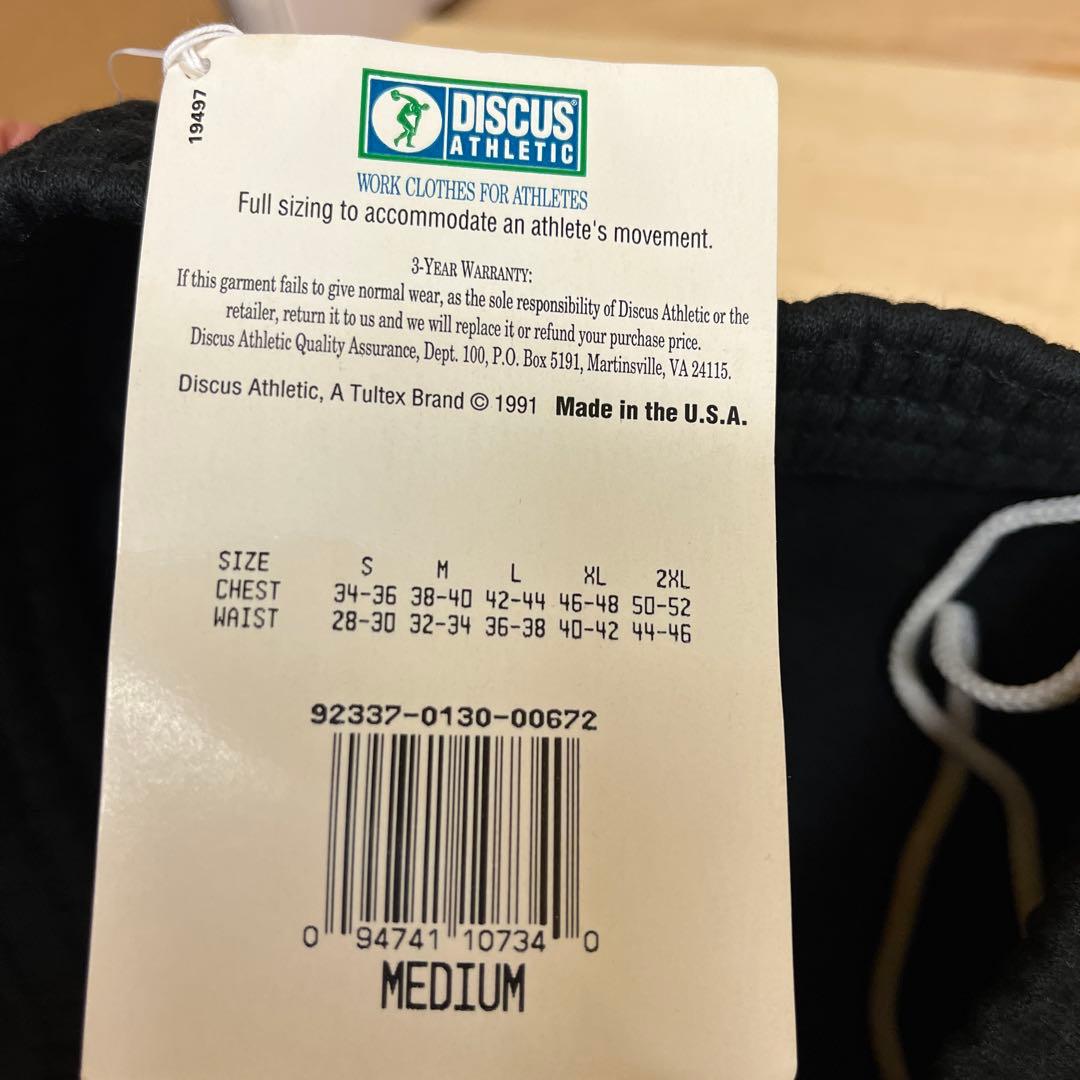 19497
DISCUS®
ATHLETIC
WORK CLOTHES FOR ATHLETES
Full sizing to accommodate an athlete's movement.
3-YEAR WARRANTY:
If this garment fails to give normal wear, as the sole responsibility of Discus Athletic or the
retailer, return it to us and we will replace it or refund your purchase price.
Discus Athletic Quality Assurance, Dept. 100, P.O. Box 5191, Martinsville, VA 24115.
Discus Athletic, A Tultex Brand © 1991 Made in the U.S.A.
SIZE S M L XL 2XL
CHEST 34-36 38-40 42-44 46-48 50-52
WAIST 28-30 32-34 36-38 40-42 44-46
92337-0130-00672
0 94741 10734 0
MEDIUM